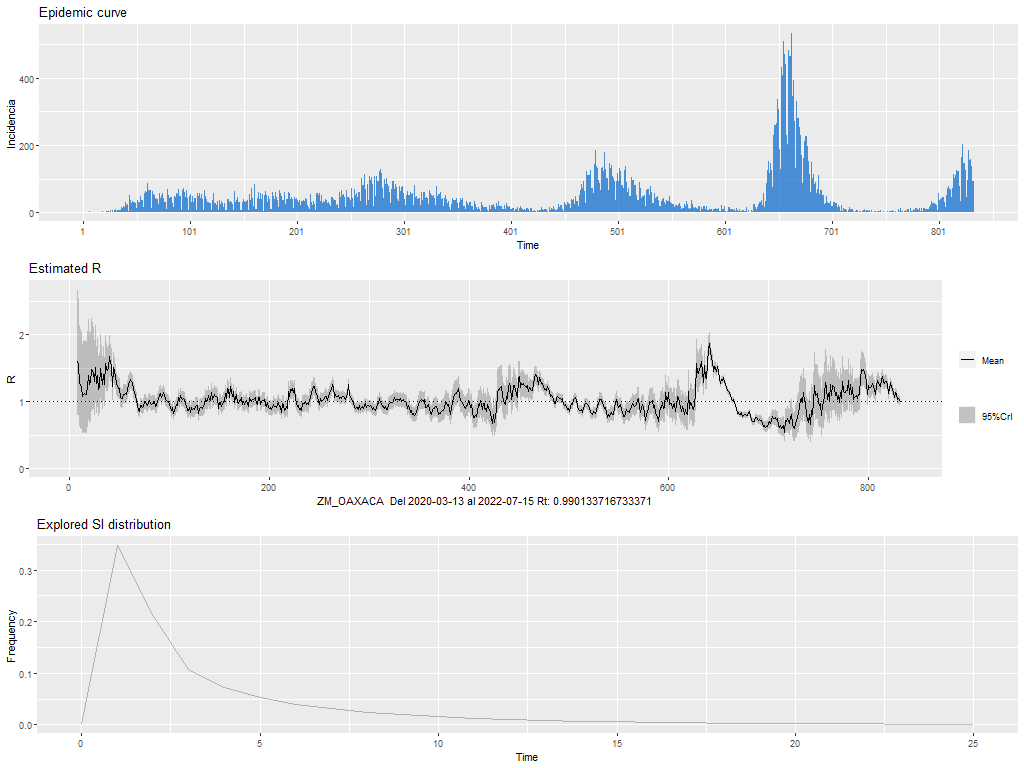 Epidemic curve
Incidencia
400
200
0
1 101 201 301 401 501 601 701 801
Time
Estimated R
R
2
1
0
0 200 400 600 800
Mean
95%CrI
ZM_OAXACA Del 2020-03-13 al 2022-07-15 Rt: 0.990133716733371
Explored SI distribution
Frequency
0.3
0.2
0.1
0.0
0 5 10 15 20 25
Time